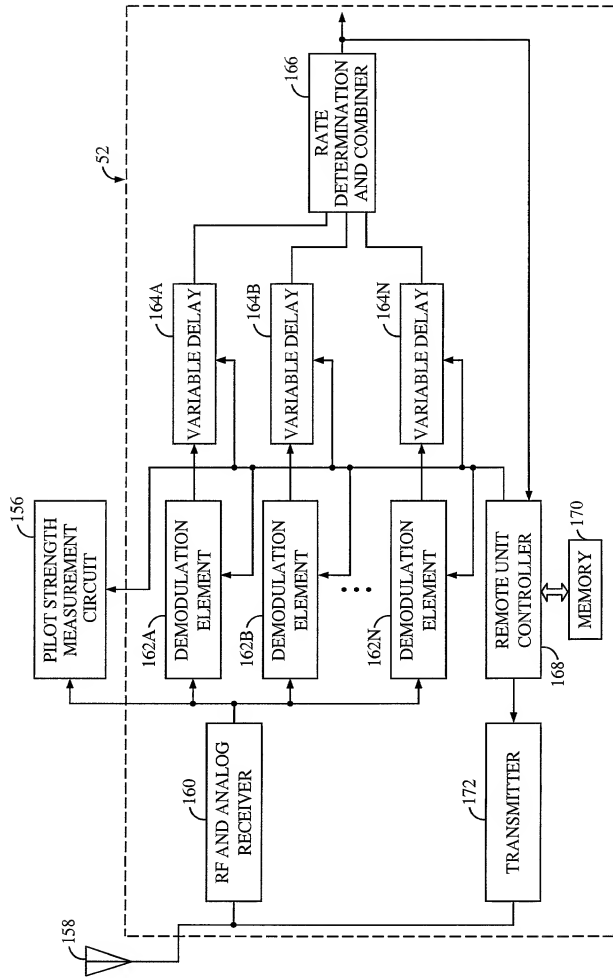 158
52
156
PILOT STRENGTH
MEASUREMENT
CIRCUIT
160
RF AND ANALOG
RECEIVER
162A
DEMODULATION
ELEMENT
164A
VARIABLE DELAY
162B
DEMODULATION
ELEMENT
164B
VARIABLE DELAY
162N
DEMODULATION
ELEMENT
164N
VARIABLE DELAY
166
RATE
DETERMINATION
AND COMBINER
172
TRANSMITTER
168
REMOTE UNIT
CONTROLLER
170
MEMORY